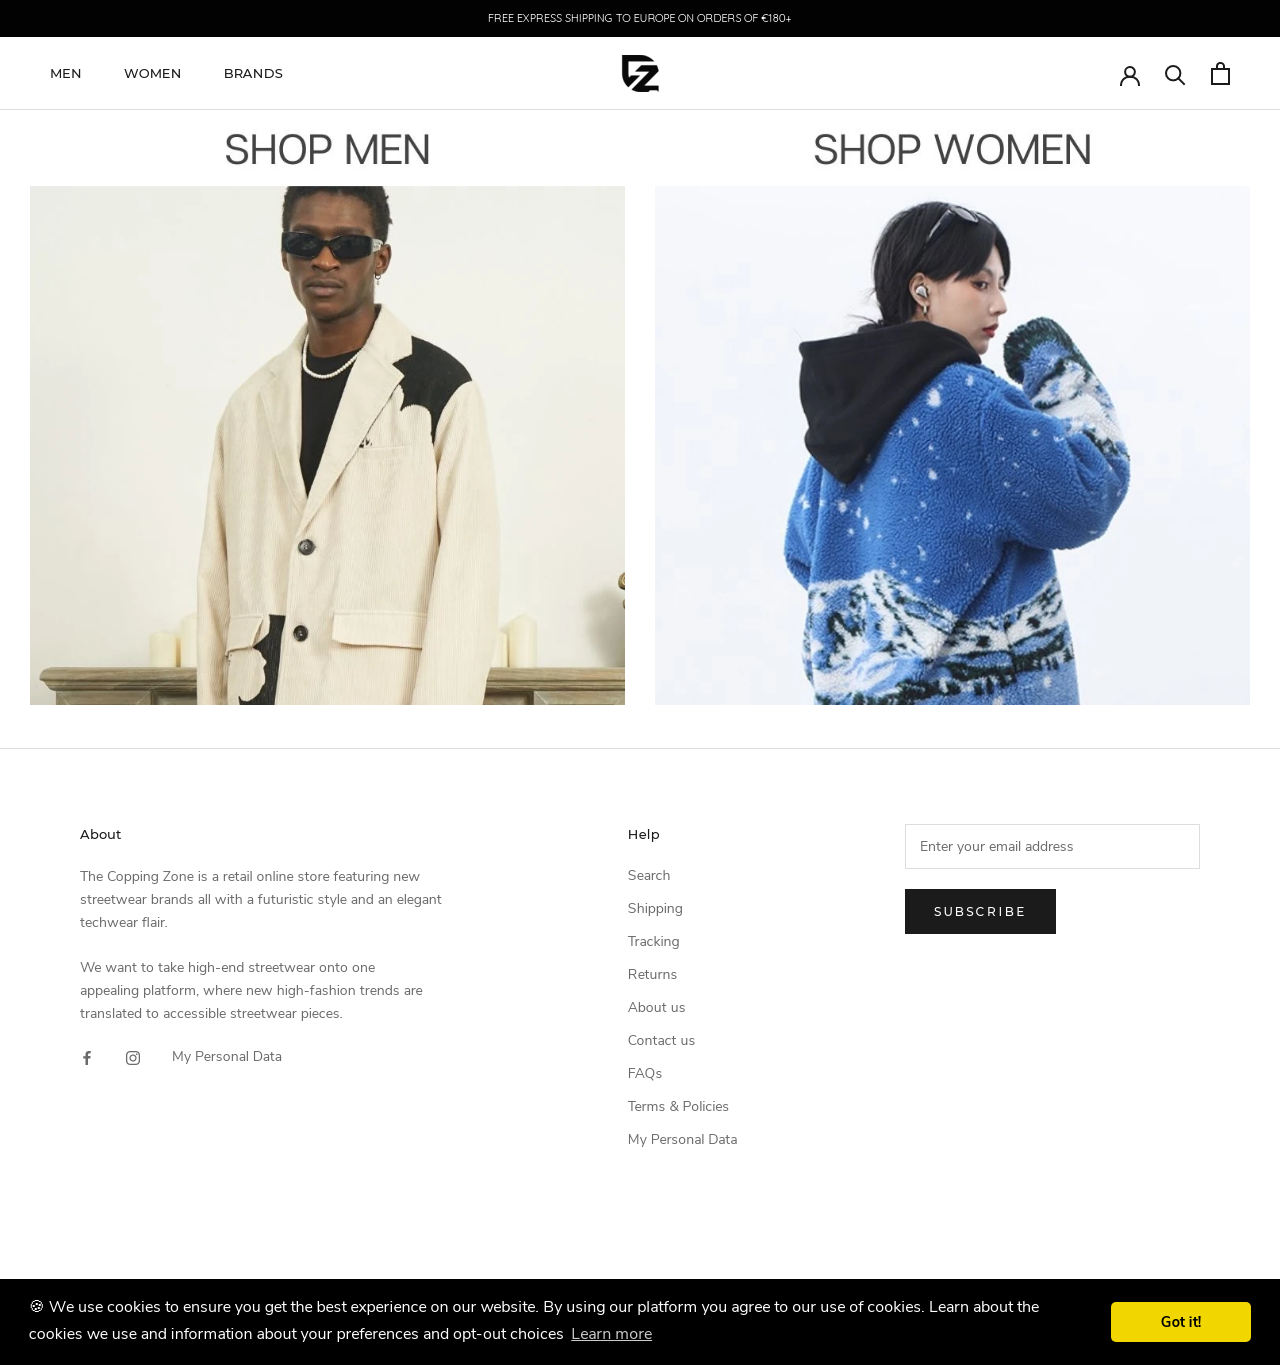 FREE EXPRESS SHIPPING TO EUROPE ON ORDERS OF €180+
MEN
WOMEN
BRANDS
SHOP MEN
SHOP WOMEN
About
The Copping Zone is a retail online store featuring new
streetwear brands all with a futuristic style and an elegant
techwear flair.
We want to take high-end streetwear onto one
appealing platform, where new high-fashion trends are
translated to accessible streetwear pieces.
My Personal Data
Help
Search
Shipping
Tracking
Returns
About us
Contact us
FAQs
Terms & Policies
My Personal Data
Enter your email address
SUBSCRIBE
🍪 We use cookies to ensure you get the best experience on our website. By using our platform you agree to our use of cookies. Learn about the
cookies we use and information about your preferences and opt-out choices Learn more
Got it!